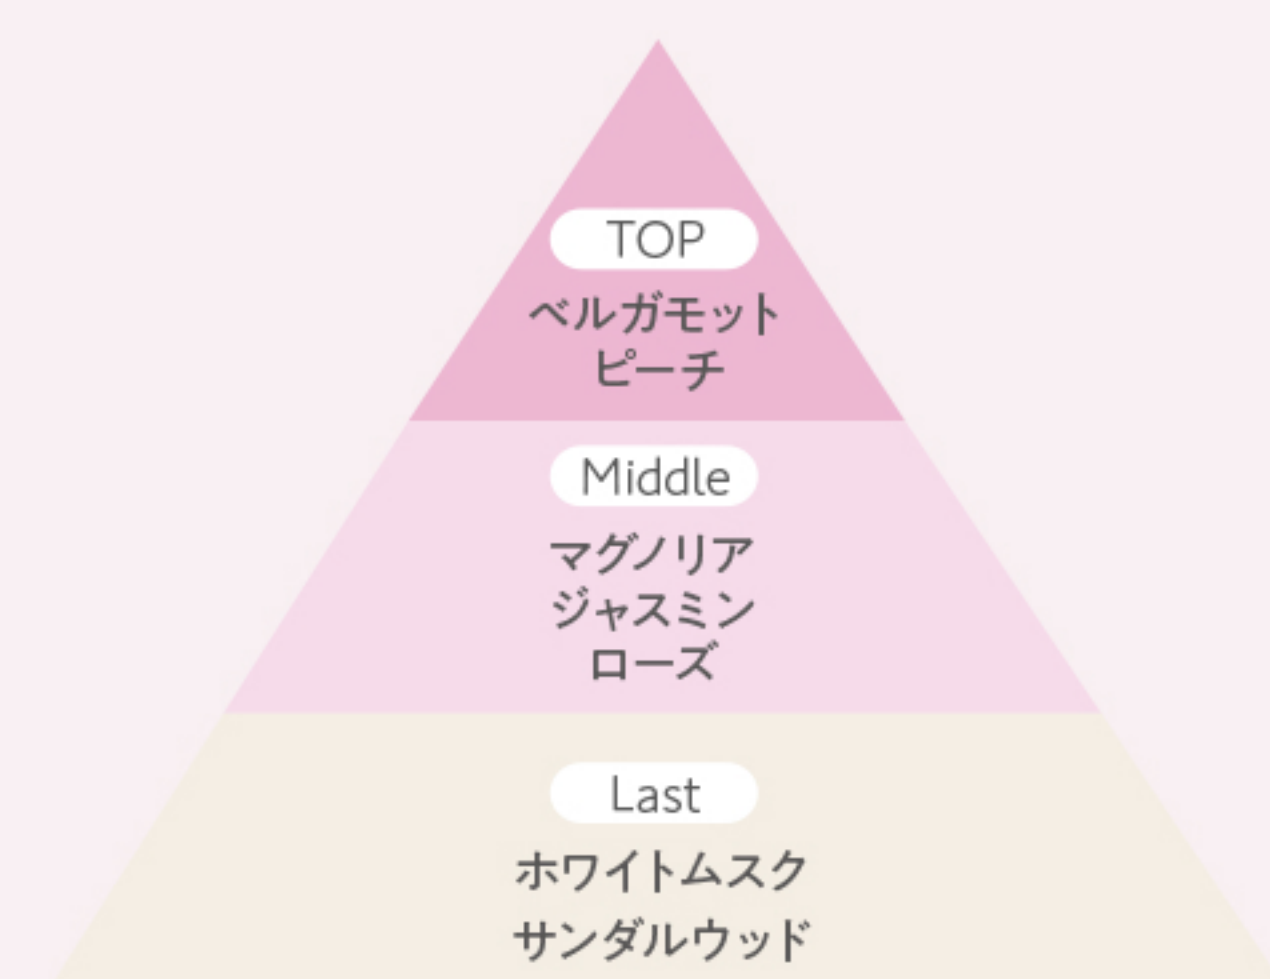 TOP
ベルガモット
ピーチ
Middle
マグノリア
ジャスミン
ローズ
Last
ホワイトムスク
サンダルウッド